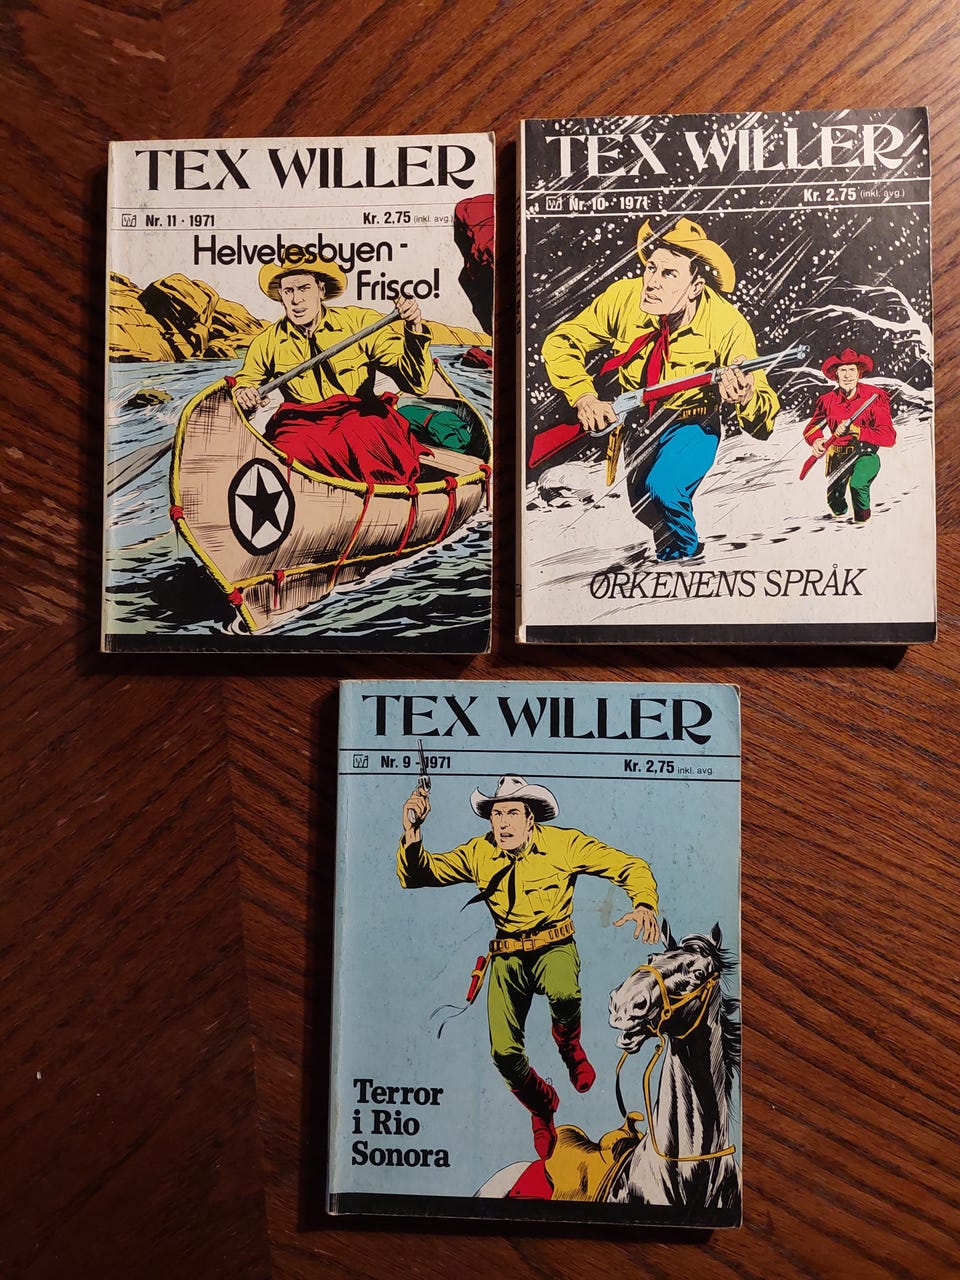 TEX WILLER
Nr. 11 · 1971 Kr. 2.75 (inkl. avg.)
Helvetesbyen -
Frisco!
TEX WILLER
Nr. 10 · 1971 Kr. 2.75 (inkl. avg.)
ØRKENENS SPRÅK
TEX WILLER
Nr. 9 - 1971 Kr. 2,75 inkl. avg.
Terror
i Rio
Sonora